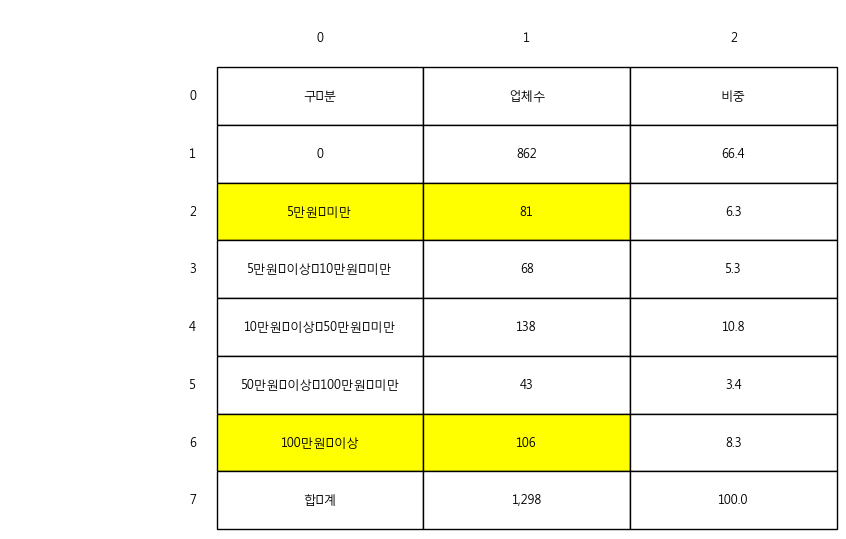 0 1 2
0 구 분 업체수 비중
1 0 862 66.4
2 5만원 미만 81 6.3
3 5만원 이상 10만원 미만 68 5.3
4 10만원 이상 50만원 미만 138 10.8
5 50만원 이상 100만원 미만 43 3.4
6 100만원 이상 106 8.3
7 합 계 1,298 100.0